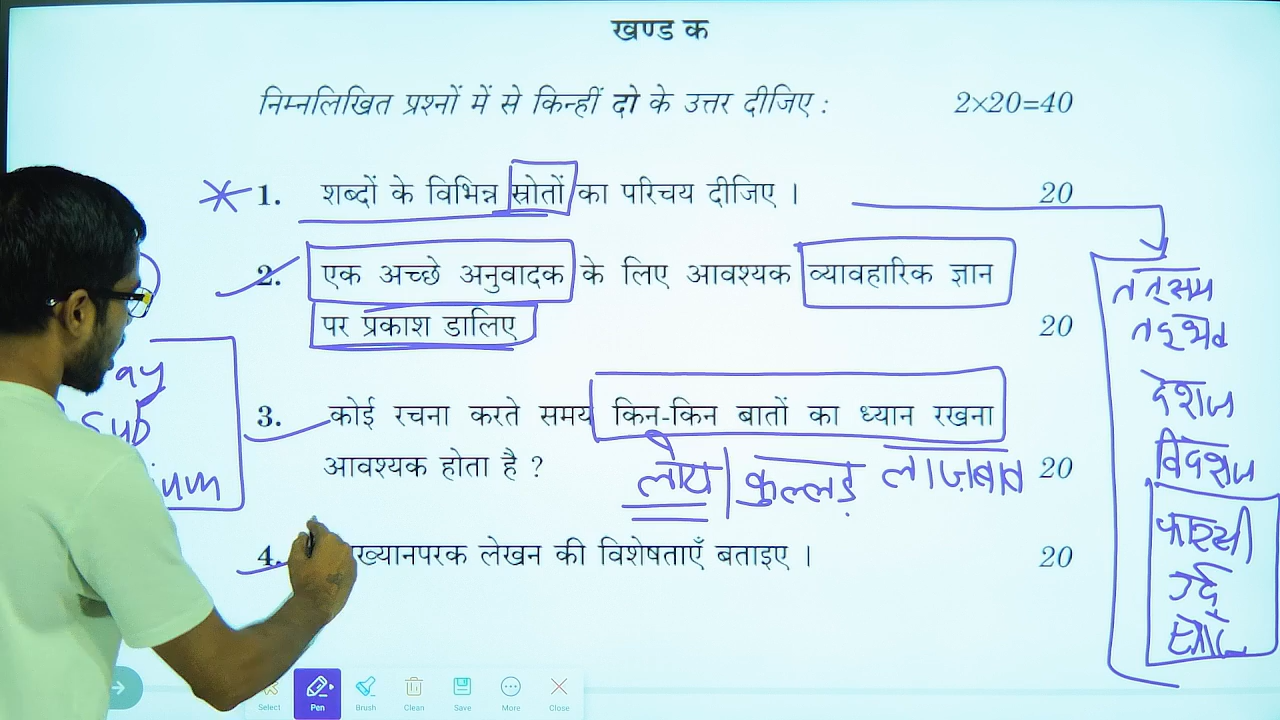 खण्ड क
निम्नलिखित प्रश्नों में से किन्हीं दो के उत्तर दीजिए : 2×20=40
1. शब्दों के विभिन्न स्रोतों का परिचय दीजिए । 20
2. एक अच्छे अनुवादक के लिए आवश्यक व्यावहारिक ज्ञान
पर प्रकाश डालिए 20
3. कोई रचना करते समय किन-किन बातों का ध्यान रखना
आवश्यक होता है ? 20
लोय | कुल्लड़ लाज़बाव
4. ख्यानपरक लेखन की विशेषताएँ बताइए । 20
तत्सम
तद्भव
देशज
विदेशज
फारसी
उर्दू
ay
Sub
ium
Select Pen Brush Clean Save More Close